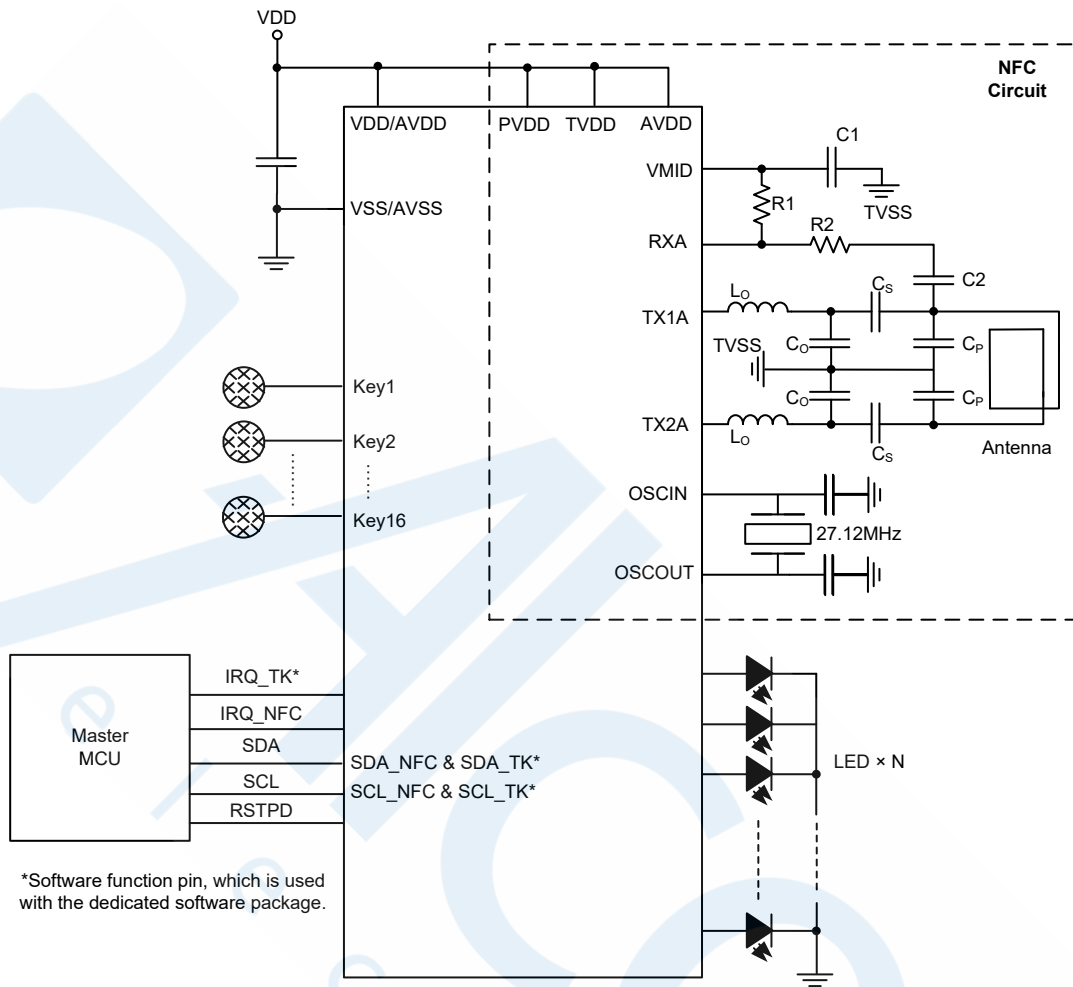 VDD
NFC
Circuit
VDD/AVDD
PVDD
TVDD
AVDD
C1
VMID
R1
TVSS
VSS/AVSS
RXA
R2
C2
CS
LO
TX1A
TVSS
CO
CP
Key1
CO
CP
TX2A
LO
CS
Antenna
Key2
OSCIN
Key16
27.12MHz
OSCOUT
IRQ_TK*
IRQ_NFC
Master
MCU
SDA
SDA_NFC & SDA_TK*
LED × N
SCL
SCL_NFC & SCL_TK*
RSTPD
*Software function pin, which is used
with the dedicated software package.